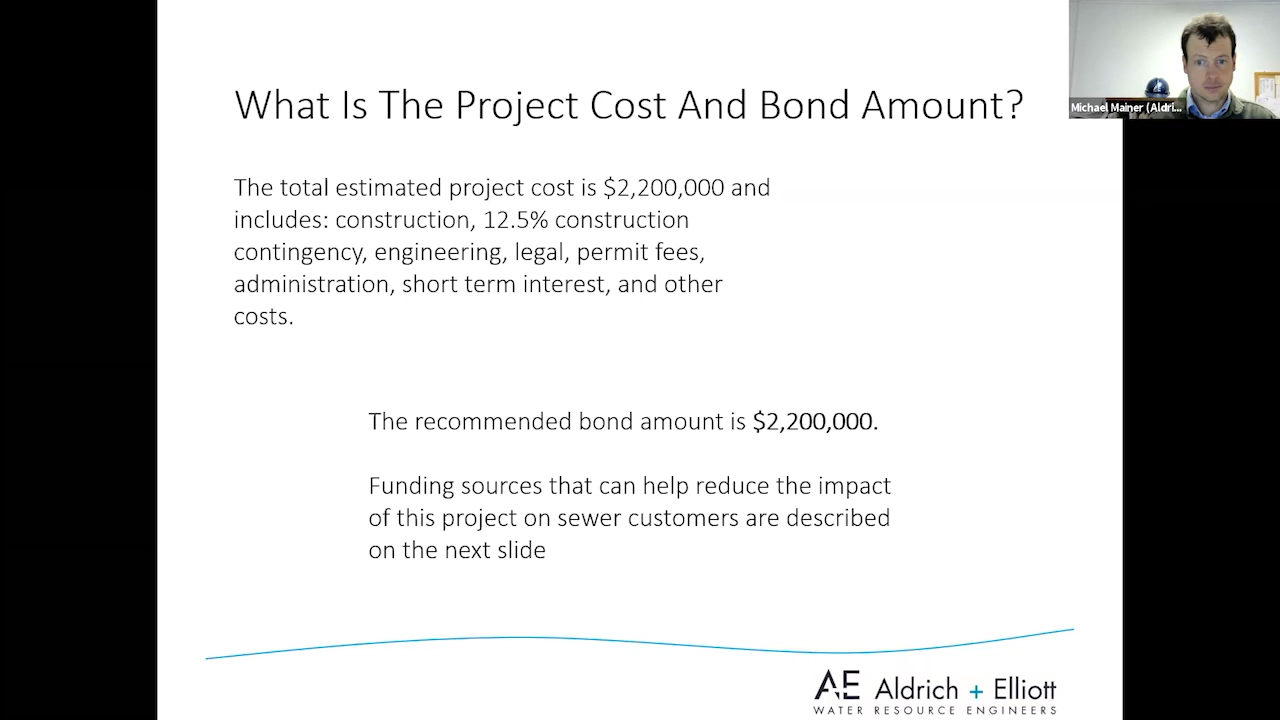 What Is The Project Cost And Bond Amount?
Michael Mainer (Aldri...
The total estimated project cost is $2,200,000 and
includes: construction, 12.5% construction
contingency, engineering, legal, permit fees,
administration, short term interest, and other
costs.
The recommended bond amount is $2,200,000.
Funding sources that can help reduce the impact
of this project on sewer customers are described
on the next slide
AE Aldrich + Elliott
WATER RESOURCE ENGINEERS